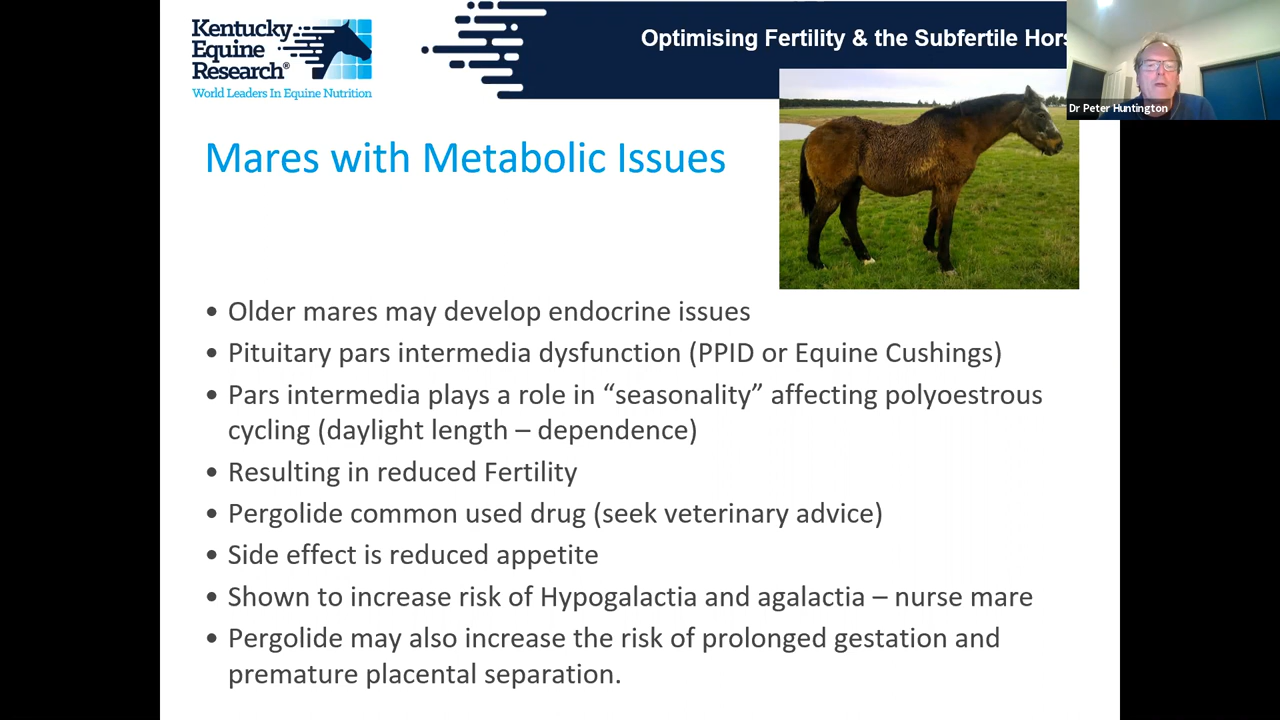 Kentucky
Equine
Research®
World Leaders In Equine Nutrition
Optimising Fertility & the Subfertile Hors
Dr Peter Huntington
Mares with Metabolic Issues
• Older mares may develop endocrine issues
• Pituitary pars intermedia dysfunction (PPID or Equine Cushings)
• Pars intermedia plays a role in “seasonality” affecting polyoestrous
cycling (daylight length – dependence)
• Resulting in reduced Fertility
• Pergolide common used drug (seek veterinary advice)
• Side effect is reduced appetite
• Shown to increase risk of Hypogalactia and agalactia – nurse mare
• Pergolide may also increase the risk of prolonged gestation and
premature placental separation.